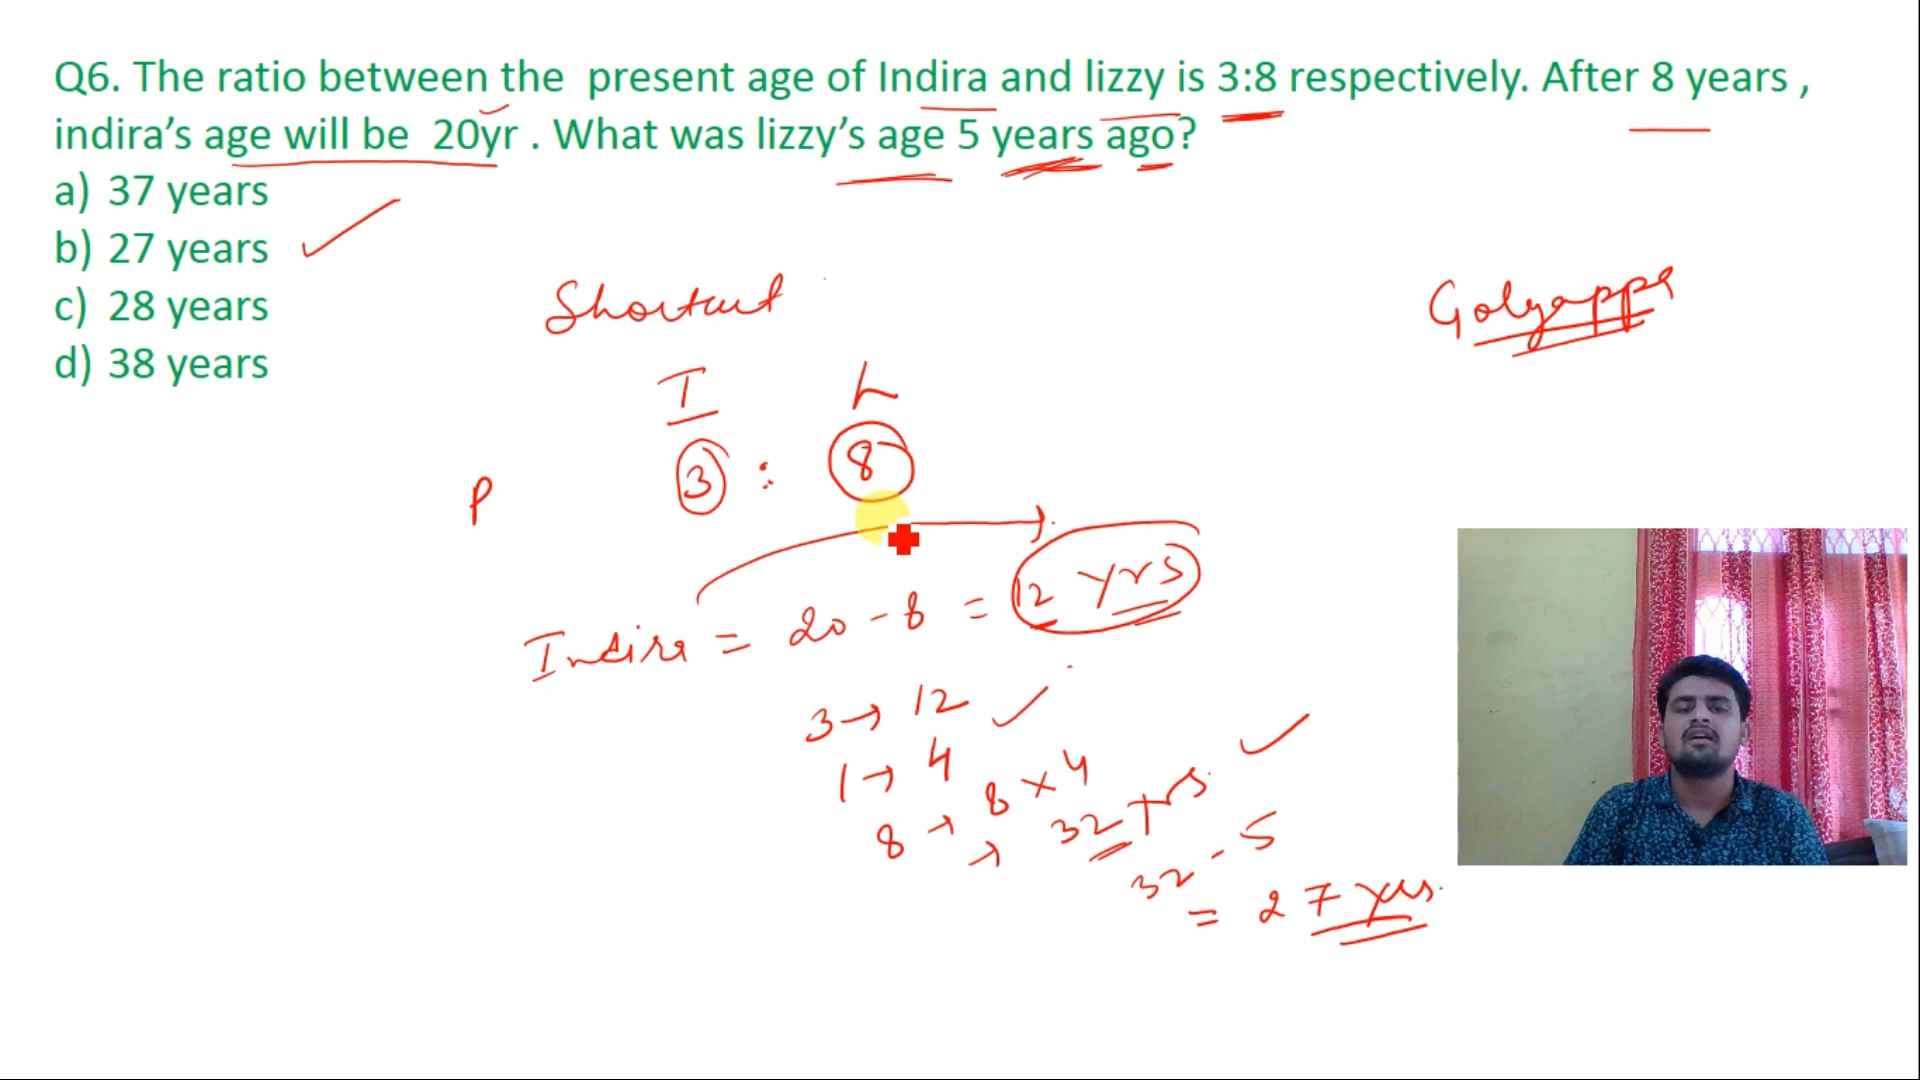 Q6. The ratio between the present age of Indira and lizzy is 3:8 respectively. After 8 years ,
indira's age will be 20yr . What was lizzy's age 5 years ago?
a) 37 years
b) 27 years
c) 28 years
d) 38 years
Shortcut
Golgappa
I L
P 3 : 8
Indira = 20 - 8 = 12 yrs
3 → 12
1 → 4
8 → 8 × 4
→ 32 yrs.
32 - 5
= 27 yrs.